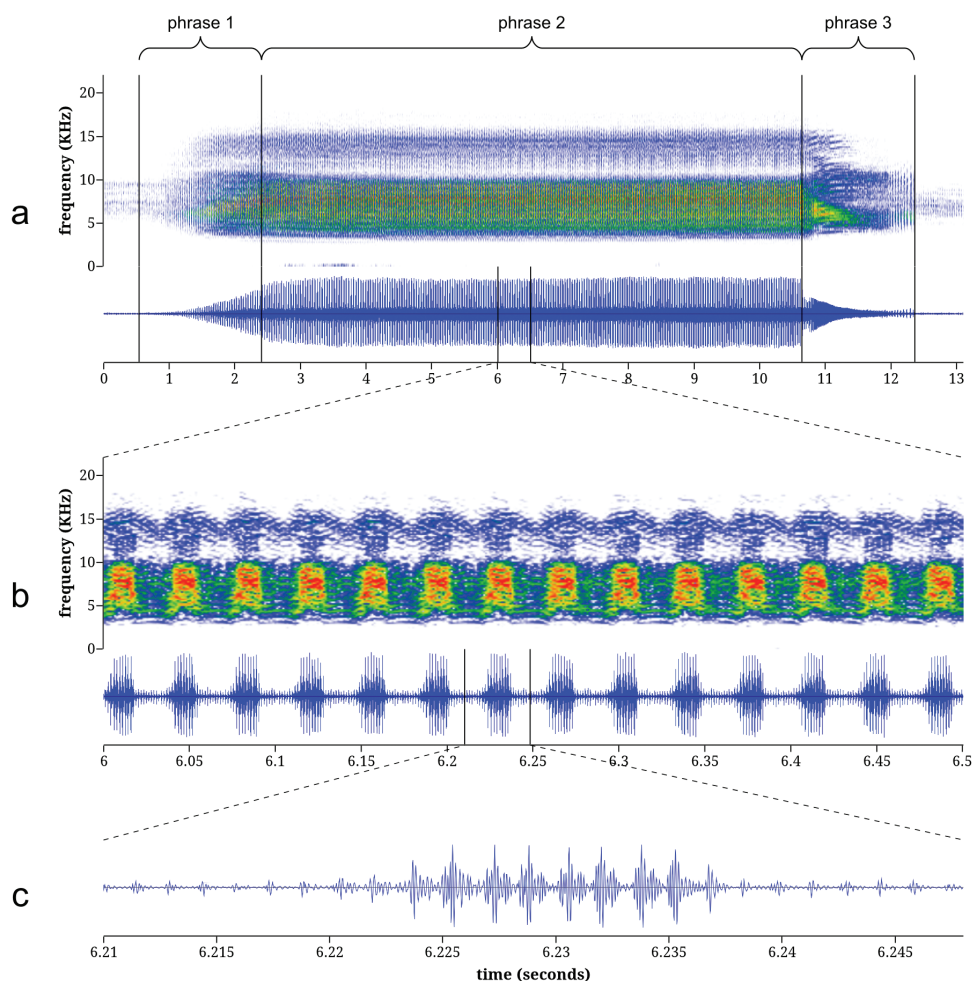 phrase 1 phrase 2 phrase 3
a
frequency (KHz)
20
15
10
5
0
0 1 2 3 4 5 6 7 8 9 10 11 12 13
b
frequency (KHz)
20
15
10
5
0
6 6.05 6.1 6.15 6.2 6.25 6.3 6.35 6.4 6.45 6.5
c
6.21 6.215 6.22 6.225 6.23 6.235 6.24 6.245
time (seconds)